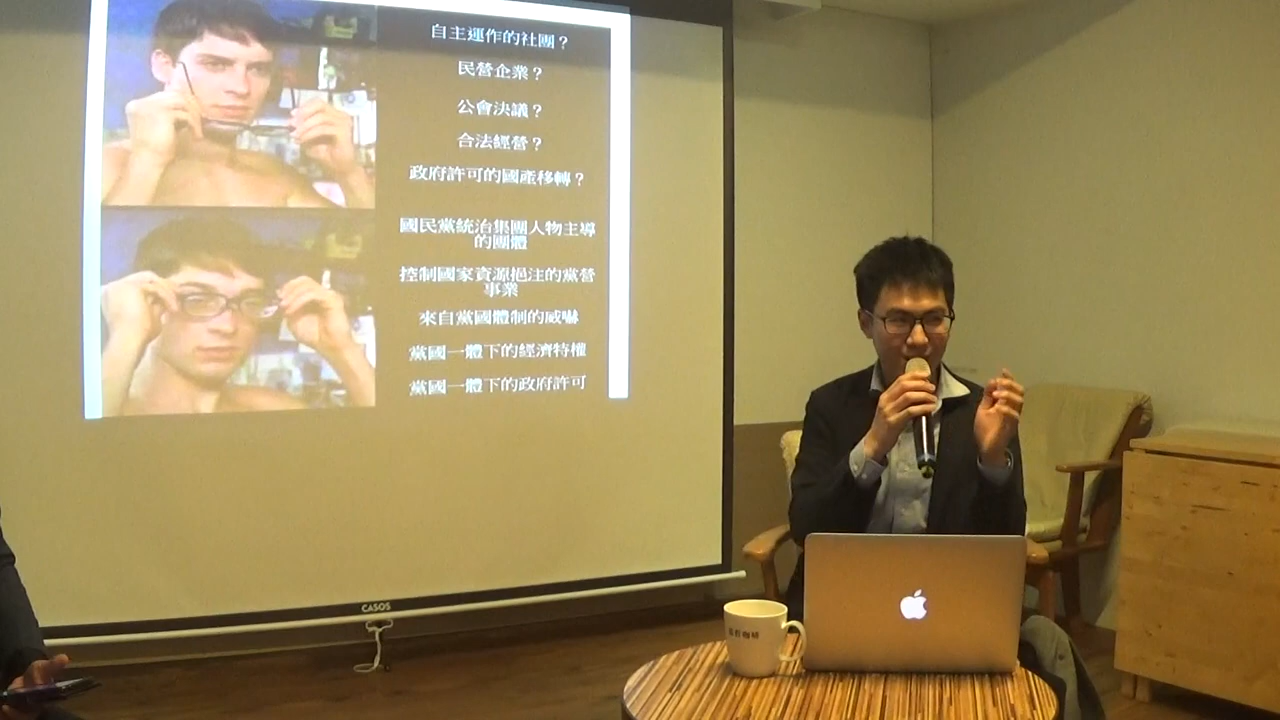 自主運作的社團？
民營企業？
公會決議？
合法經營？
政府許可的國產移轉？
國民黨統治集團人物主導
的團體
控制國家資源挹注的黨營
事業
來自黨國體制的威嚇
黨國一體下的經濟特權
黨國一體下的政府許可
CASOS